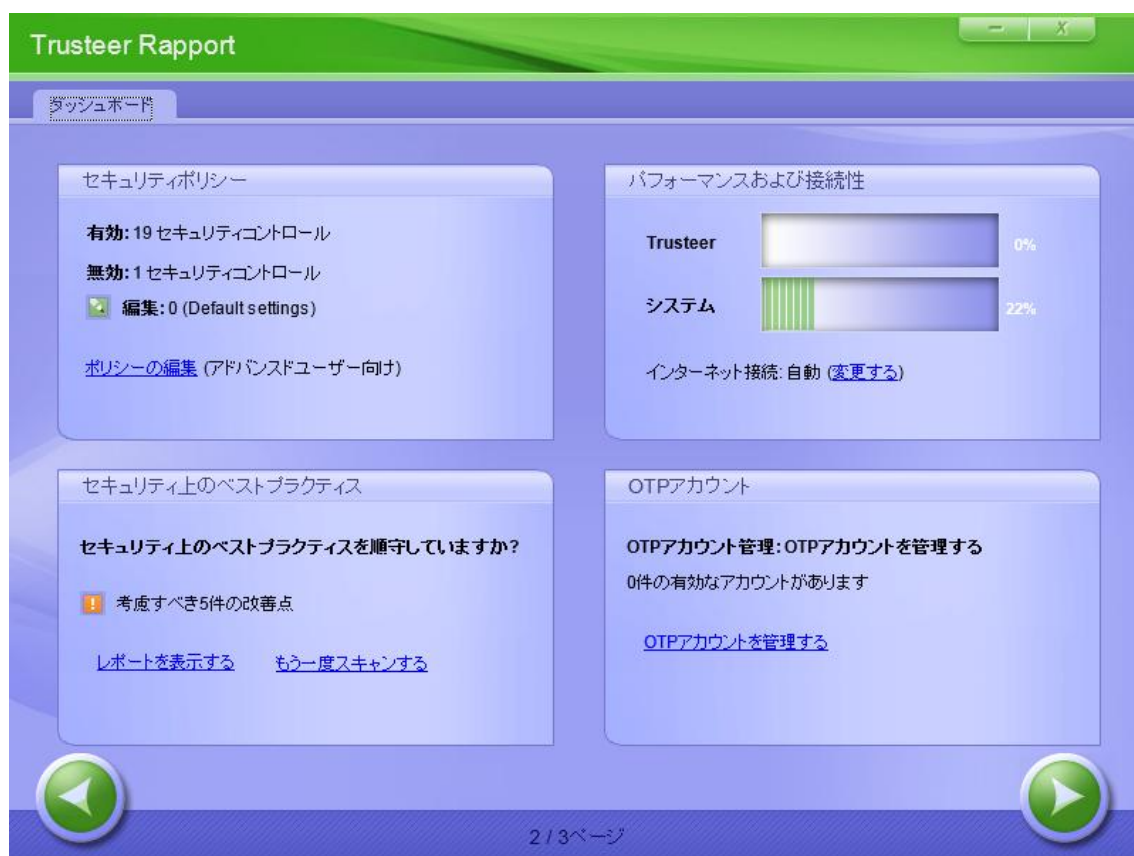 Trusteer Rapport
ダッシュボード
セキュリティポリシー
有効: 19 セキュリティコントロール
無効: 1 セキュリティコントロール
編集: 0 (Default settings)
ポリシーの編集 (アドバンスドユーザー向け)
パフォーマンスおよび接続性
Trusteer 0%
システム 22%
インターネット接続: 自動 (変更する)
セキュリティ上のベストプラクティス
セキュリティ上のベストプラクティスを順守していますか?
考慮すべき5件の改善点
レポートを表示する もう一度スキャンする
OTPアカウント
OTPアカウント管理: OTPアカウントを管理する
0件の有効なアカウントがあります
OTPアカウントを管理する
2 / 3ページ